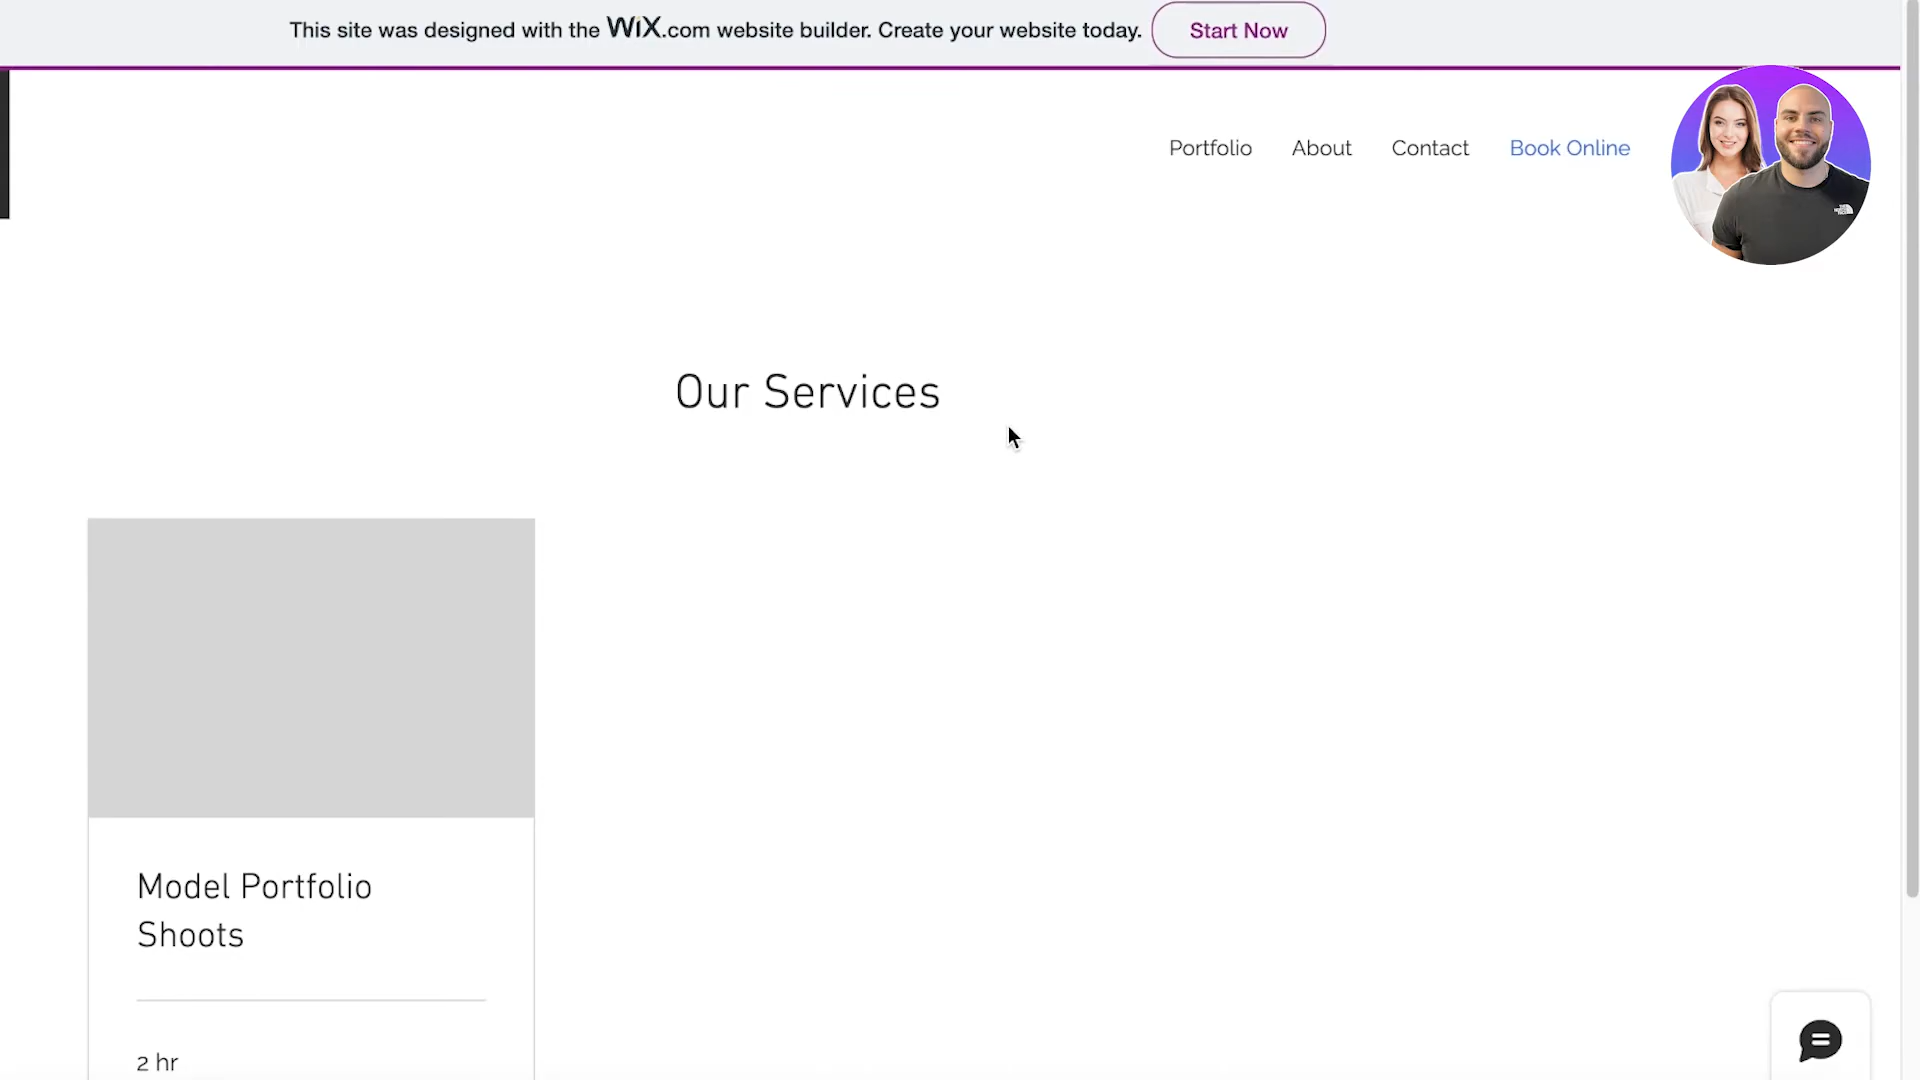 This site was designed with the WiX.com website builder. Create your website today. Start Now
Portfolio About Contact Book Online
Our Services
Model Portfolio
Shoots
2 hr